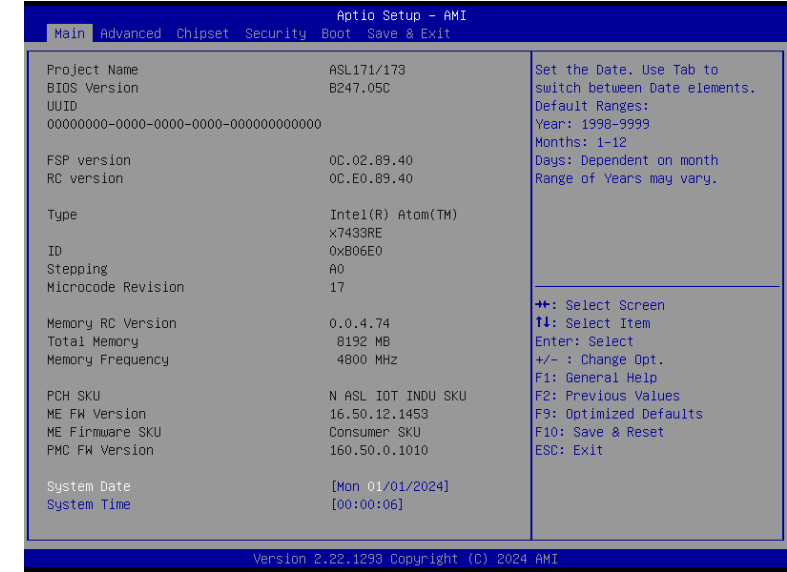 Aptio Setup - AMI
Main Advanced Chipset Security Boot Save & Exit
Project Name ASL171/173
BIOS Version B247.05C
UUID
00000000-0000-0000-0000-000000000000
FSP version 0C.02.89.40
RC version 0C.E0.89.40
Type Intel(R) Atom(TM)
x7433RE
ID 0xB06E0
Stepping A0
Microcode Revision 17
Memory RC Version 0.0.4.74
Total Memory 8192 MB
Memory Frequency 4800 MHz
PCH SKU N ASL IOT INDU SKU
ME FW Version 16.50.12.1453
ME Firmware SKU Consumer SKU
PMC FW Version 160.50.0.1010
System Date [Mon 01/01/2024]
System Time [00:00:06]
Set the Date. Use Tab to
switch between Date elements.
Default Ranges:
Year: 1998-9999
Months: 1-12
Days: Dependent on month
Range of Years may vary.
→←: Select Screen
↑↓: Select Item
Enter: Select
+/- : Change Opt.
F1: General Help
F2: Previous Values
F9: Optimized Defaults
F10: Save & Reset
ESC: Exit
Version 2.22.1293 Copyright (C) 2024 AMI